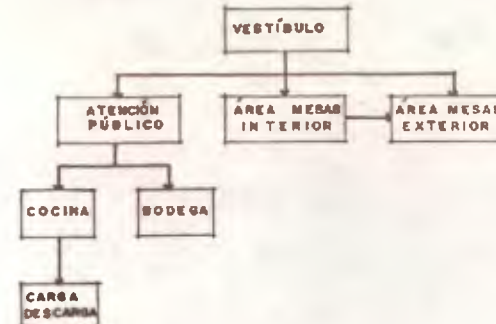 VESTÍBULO
ATENCIÓN
PÚBLICO
ÁREA MESAS
INTERIOR
ÁREA MESAS
EXTERIOR
COCINA
BODEGA
CARGA
DESCARGA